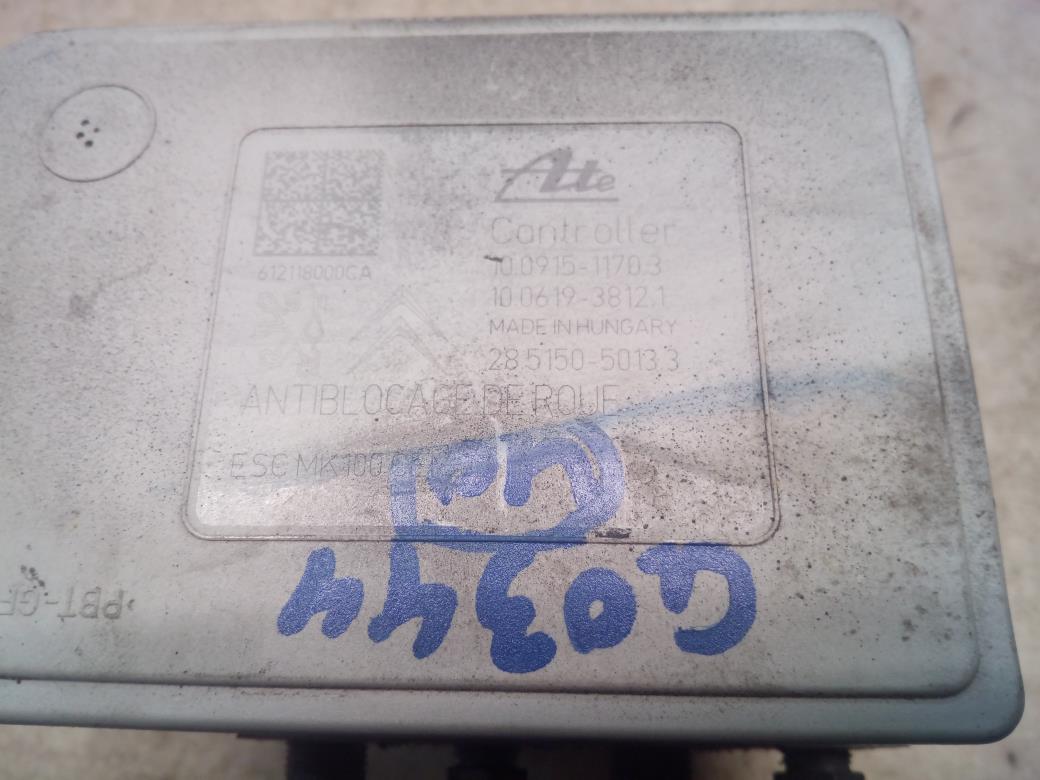 Ate
Controller
612118000CA
10.0915-1170.3
10.0619-3812.1
MADE IN HUNGARY
28.5150-5013.3
ANTIBLOCAGE DE ROUE
ESC MK100
G0344
>PBT-GF